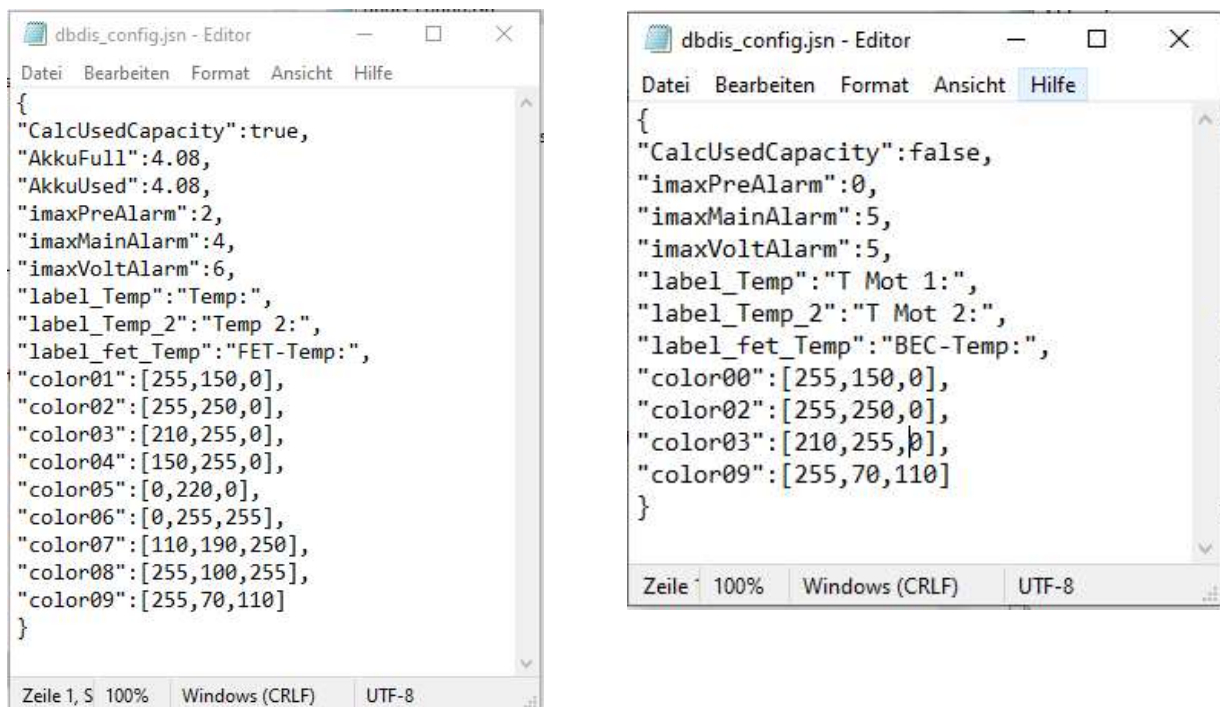 dbdis_config.jsn - Editor
Datei Bearbeiten Format Ansicht Hilfe
{
"CalcUsedCapacity":true,
"AkkuFull":4.08,
"AkkuUsed":4.08,
"imaxPreAlarm":2,
"imaxMainAlarm":4,
"imaxVoltAlarm":6,
"label_Temp":"Temp:",
"label_Temp_2":"Temp 2:",
"label_fet_Temp":"FET-Temp:",
"color01":[255,150,0],
"color02":[255,250,0],
"color03":[210,255,0],
"color04":[150,255,0],
"color05":[0,220,0],
"color06":[0,255,255],
"color07":[110,190,250],
"color08":[255,100,255],
"color09":[255,70,110]
}
Zeile 1, S 100% Windows (CRLF) UTF-8
dbdis_config.jsn - Editor
Datei Bearbeiten Format Ansicht Hilfe
{
"CalcUsedCapacity":false,
"imaxPreAlarm":0,
"imaxMainAlarm":5,
"imaxVoltAlarm":5,
"label_Temp":"T Mot 1:",
"label_Temp_2":"T Mot 2:",
"label_fet_Temp":"BEC-Temp:",
"color00":[255,150,0],
"color02":[255,250,0],
"color03":[210,255,0],
"color09":[255,70,110]
}
Zeile 100% Windows (CRLF) UTF-8